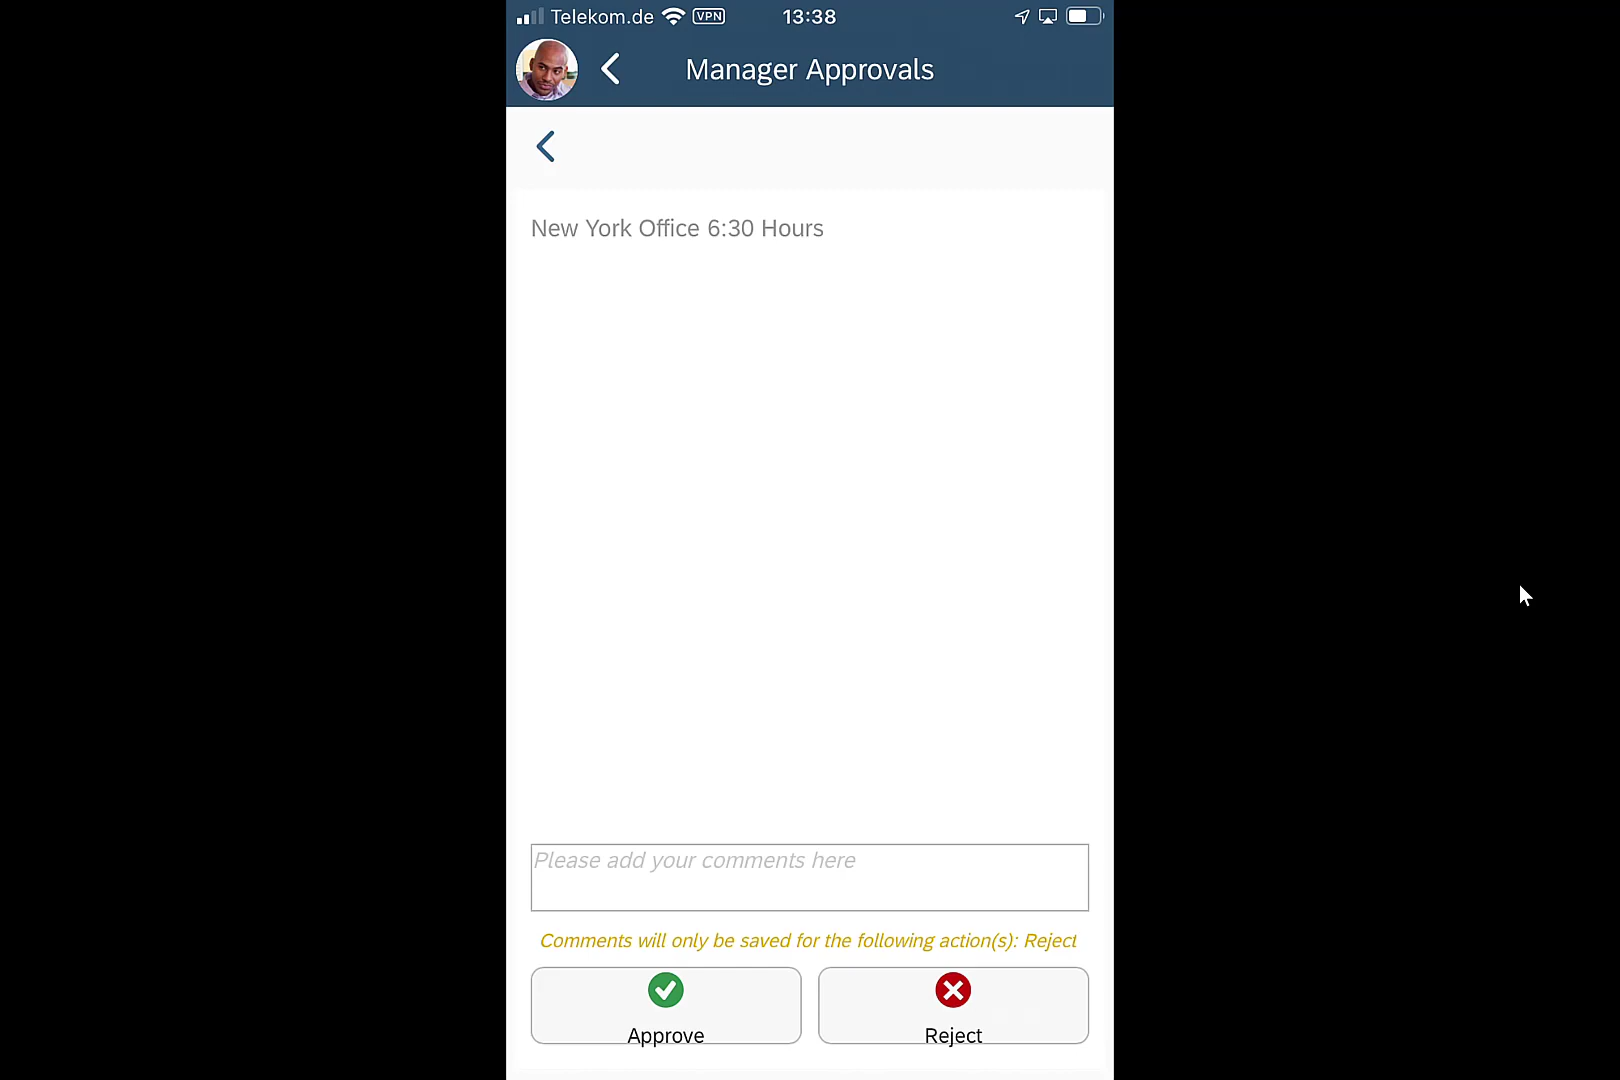 Telekom.de VPN 13:38
Manager Approvals
New York Office 6:30 Hours
Please add your comments here
Comments will only be saved for the following action(s): Reject
Approve Reject